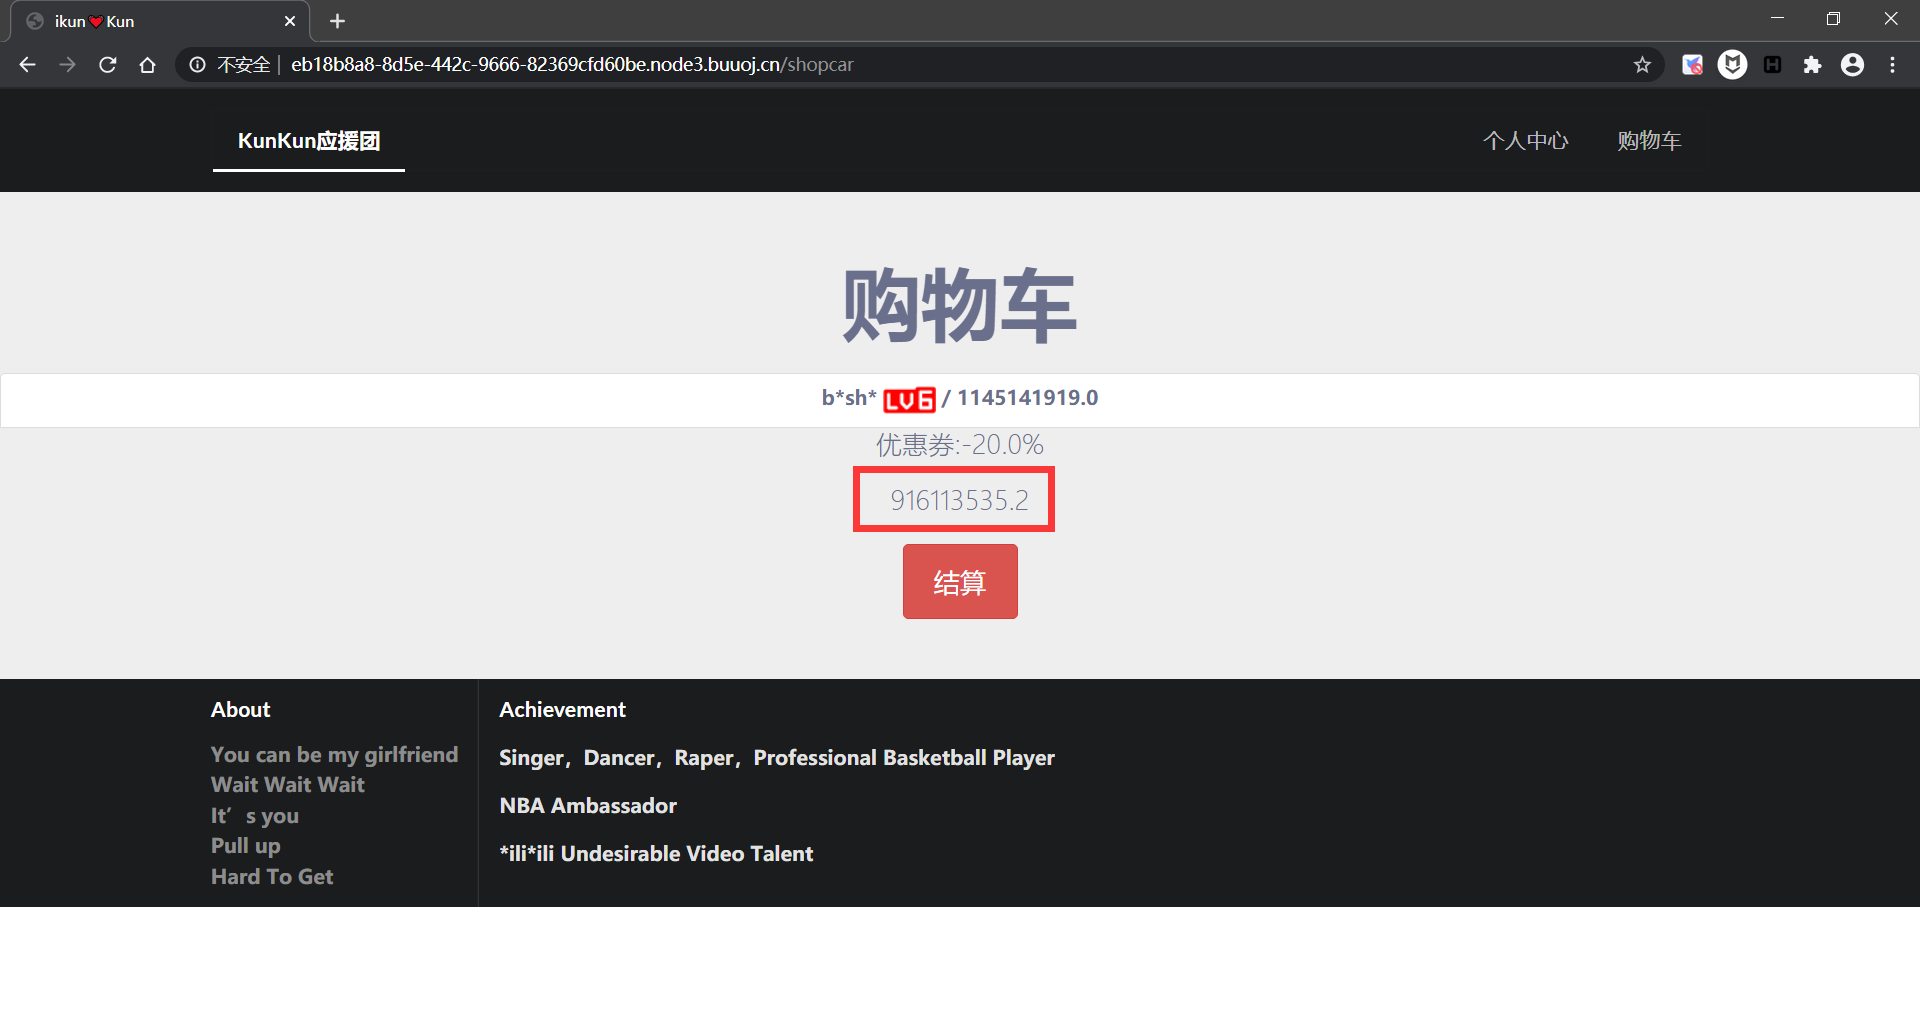 ikun❤Kun
不安全 | eb18b8a8-8d5e-442c-9666-82369cfd60be.node3.buuoj.cn/shopcar
KunKun应援团 个人中心 购物车
购物车
b*sh* LV6 / 1145141919.0
优惠券:-20.0%
916113535.2
结算
About
You can be my girlfriend
Wait Wait Wait
It’s you
Pull up
Hard To Get
Achievement
Singer，Dancer，Raper，Professional Basketball Player
NBA Ambassador
*ili*ili Undesirable Video Talent